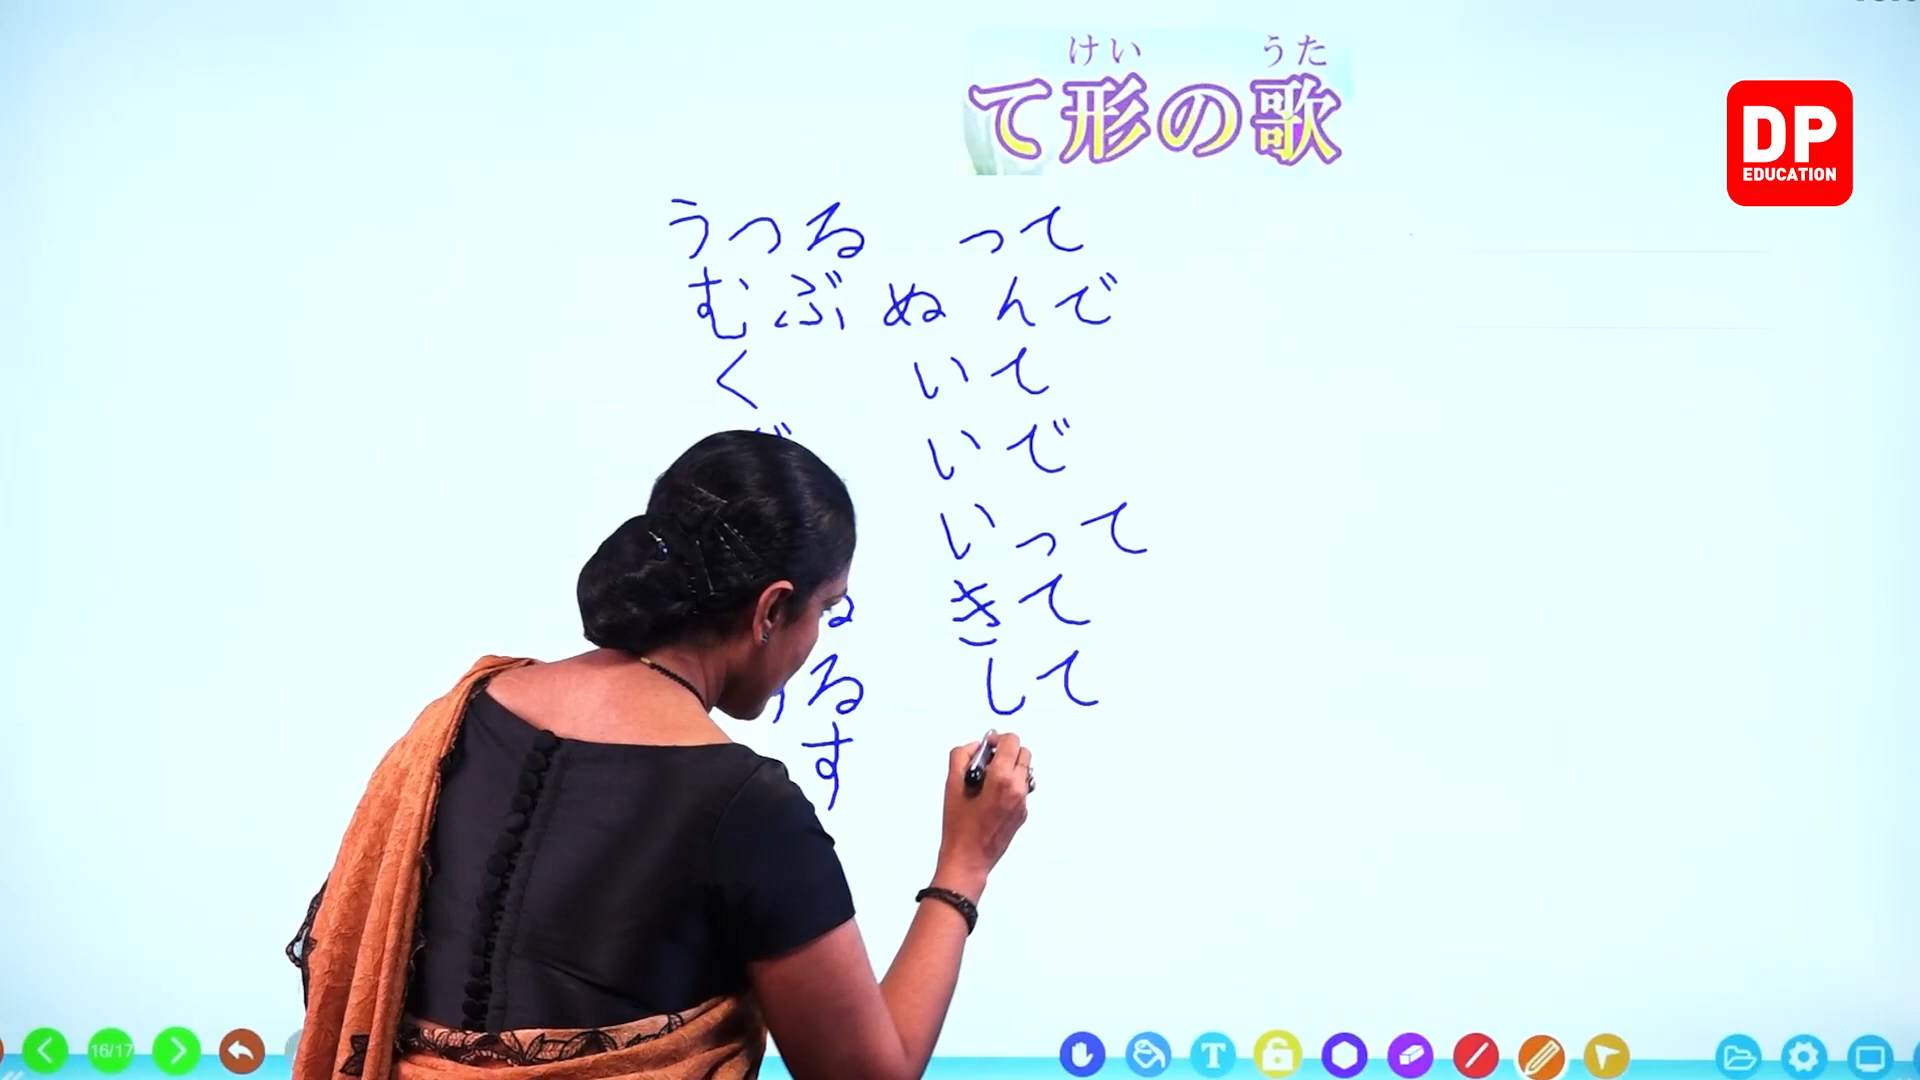 けい うた
て形の歌
DP
EDUCATION
うつる って
むぶぬ んで
く いて
いで
いって
きて
るして
す
16/17
T